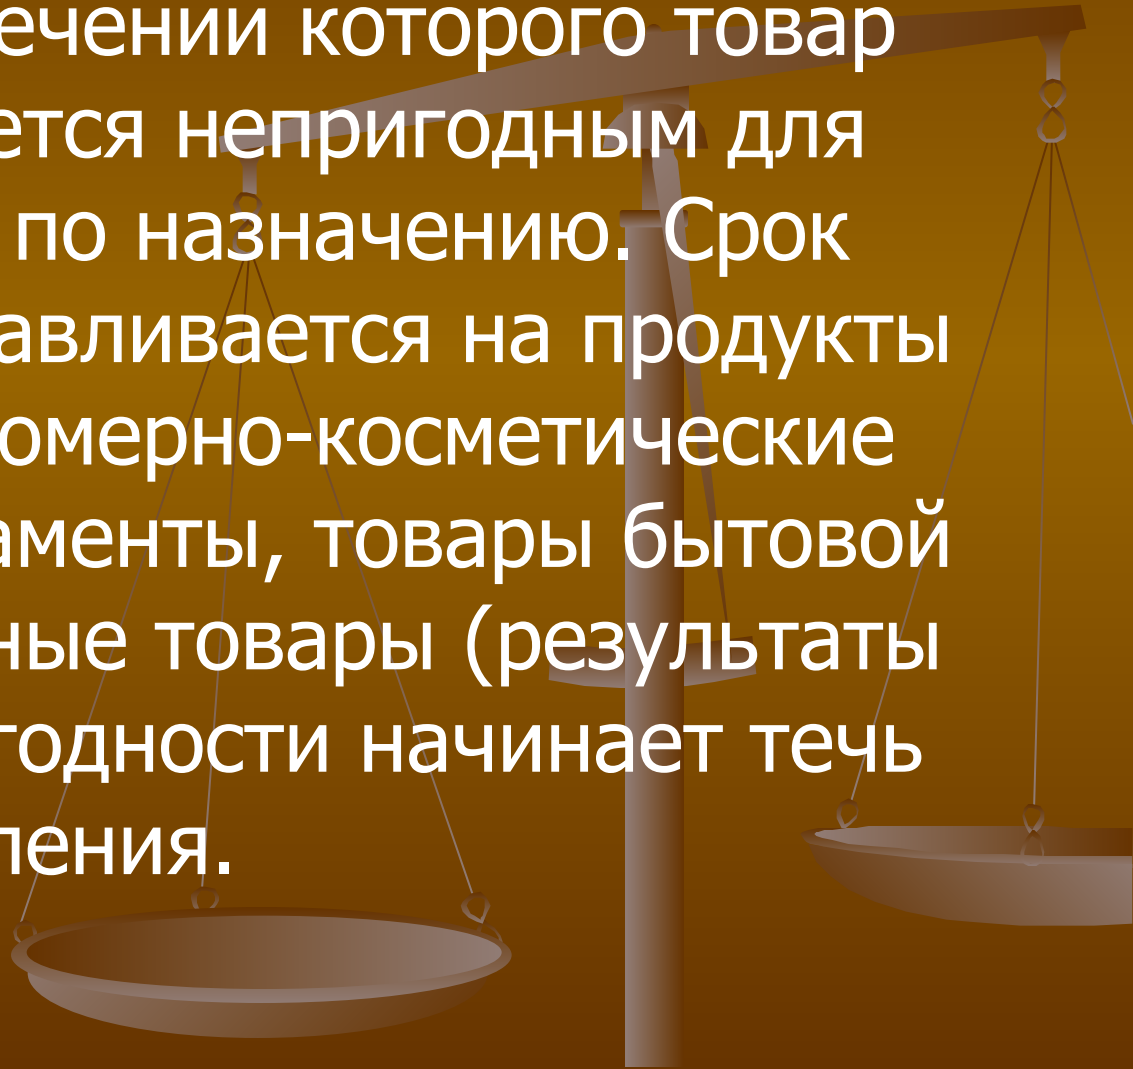 ечении которого товар
ется непригодным для
по назначению. Срок
авливается на продукты
омерно-косметические
аменты, товары бытовой
ные товары (результаты
годности начинает течь
ления.